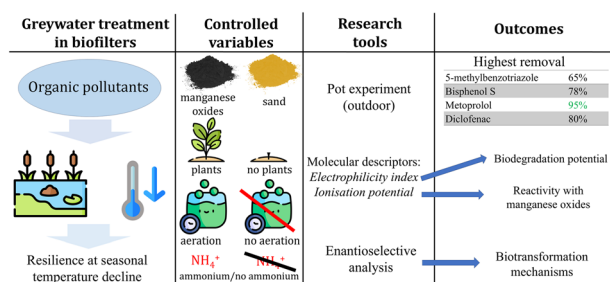 Greywater treatment
in biofilters
Organic pollutants
Resilience at seasonal
temperature decline
Controlled
variables
manganese
oxides
sand
plants
no plants
aeration
no aeration
NH₄⁺
NH₄⁺
ammonium/no ammonium
Research
tools
Pot experiment
(outdoor)
Molecular descriptors:
Electrophilicity index
Ionisation potential
Enantioselective
analysis
Outcomes
Highest removal
5-methylbenzotriazole 65%
Bisphenol S 78%
Metoprolol 95%
Diclofenac 80%
Biodegradation potential
Reactivity with
manganese oxides
Biotransformation
mechanisms